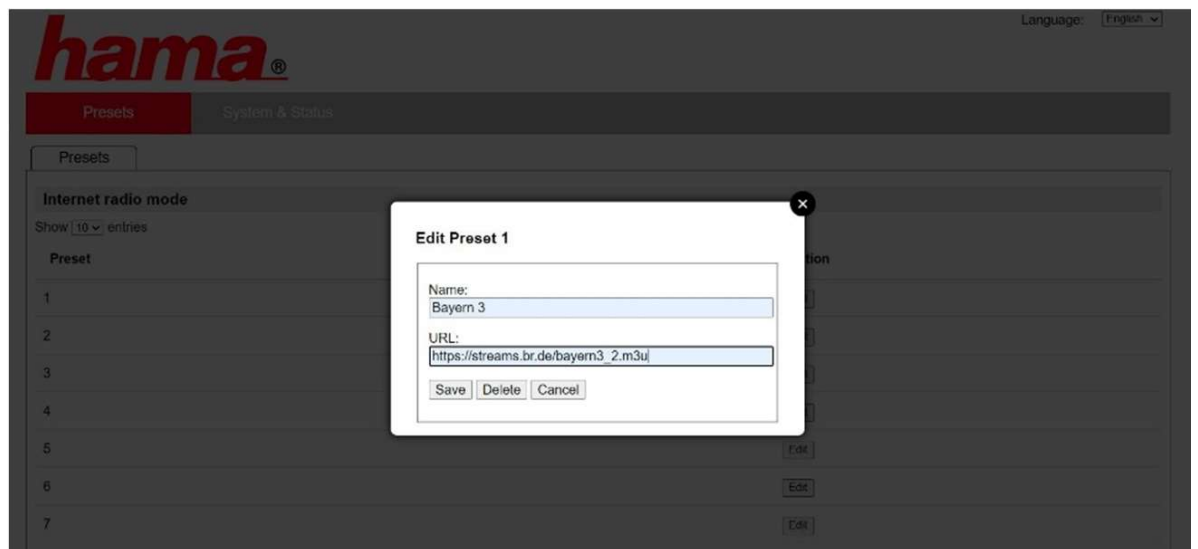 Language: English
hama®
Presets System & Status
Presets
Internet radio mode
Show 10 entries
Preset
1
2
3
4
5 Edit
6 Edit
7 Edit
Edit Preset 1
Name:
Bayern 3
URL:
https://streams.br.de/bayern3_2.m3u
Save Delete Cancel